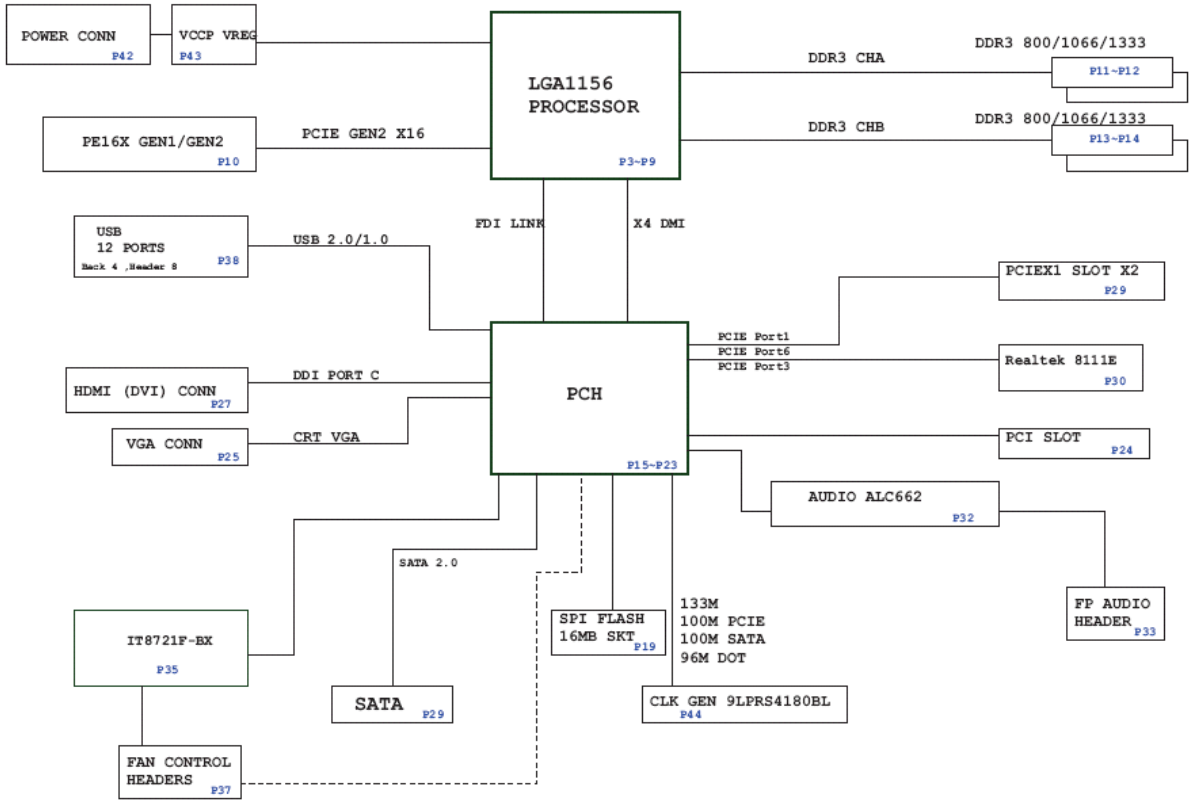 POWER CONN
P42
VCCP VREG
P43
LGA1156
PROCESSOR
P3~P9
DDR3 CHA
DDR3 800/1066/1333
P11~P12
DDR3 CHB
DDR3 800/1066/1333
P13~P14
PE16X GEN1/GEN2
P10
PCIE GEN2 X16
FDI LINK
X4 DMI
USB
12 PORTS
Back 4 ,Header 8
P38
USB 2.0/1.0
PCIEX1 SLOT X2
P29
PCIE Port1
PCIE Port6
PCIE Port3
Realtek 8111E
P30
HDMI (DVI) CONN
P27
DDI PORT C
PCH
P15~P23
VGA CONN
P25
CRT VGA
PCI SLOT
P24
AUDIO ALC662
P32
FP AUDIO
HEADER
P33
SATA 2.0
IT8721F-BX
P35
SPI FLASH
16MB SKT
P19
133M
100M PCIE
100M SATA
96M DOT
SATA
P29
CLK GEN 9LPRS4180BL
P44
FAN CONTROL
HEADERS
P37